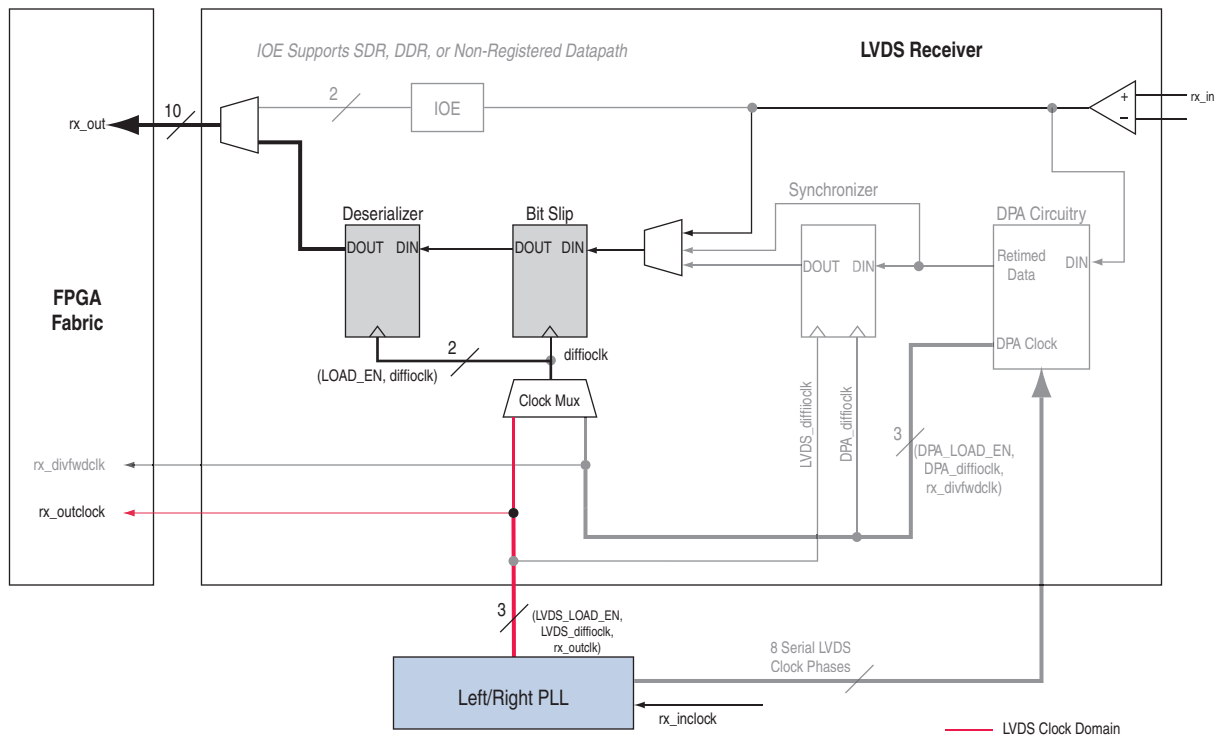 IOE Supports SDR, DDR, or Non-Registered Datapath
LVDS Receiver
2
IOE
+
–
rx_in
10
rx_out
Synchronizer
Deserializer
Bit Slip
DPA Circuitry
DOUT DIN
DOUT DIN
DOUT DIN
Retimed
Data
DIN
FPGA
Fabric
2
diffioclk
(LOAD_EN, diffioclk)
DPA Clock
Clock Mux
LVDS_diffioclk
DPA_diffioclk
3
(DPA_LOAD_EN,
DPA_diffioclk,
rx_divfwdclk)
rx_divfwdclk
rx_outclock
3
(LVDS_LOAD_EN,
LVDS_diffioclk,
rx_outclk)
8 Serial LVDS
Clock Phases
Left/Right PLL
rx_inclock
LVDS Clock Domain